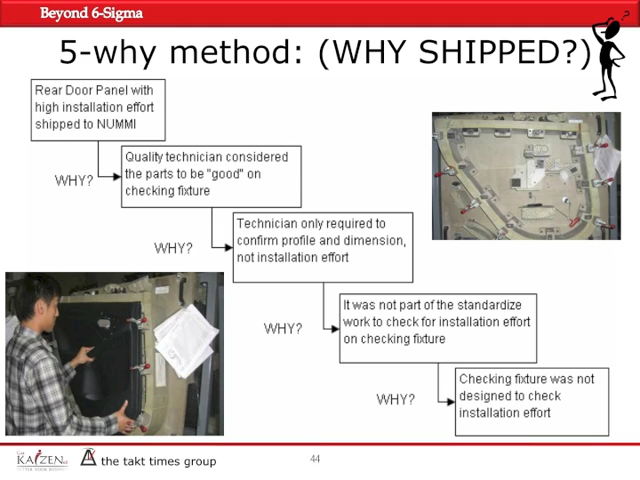 Beyond 6-Sigma
?
5-why method: (WHY SHIPPED?)
Rear Door Panel with
high installation effort
shipped to NUMMI
WHY?
Quality technician considered
the parts to be "good" on
checking fixture
WHY?
Technician only required to
confirm profile and dimension,
not installation effort
WHY?
It was not part of the standardize
work to check for installation effort
on checking fixture
WHY?
Checking fixture was not
designed to check
installation effort
KAIZEN
the takt times group
44